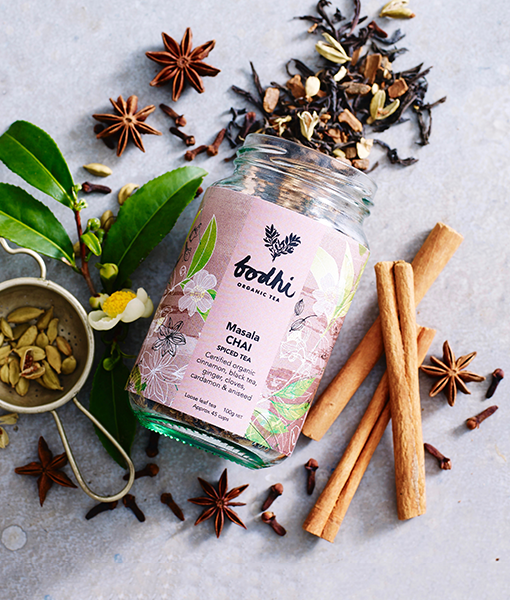 bodhi
ORGANIC TEA
Masala
CHAI
SPICED TEA
Certified organic
cinnamon, black tea,
ginger, cloves,
cardamon & aniseed
Loose leaf tea 100g net
Approx 45 cups